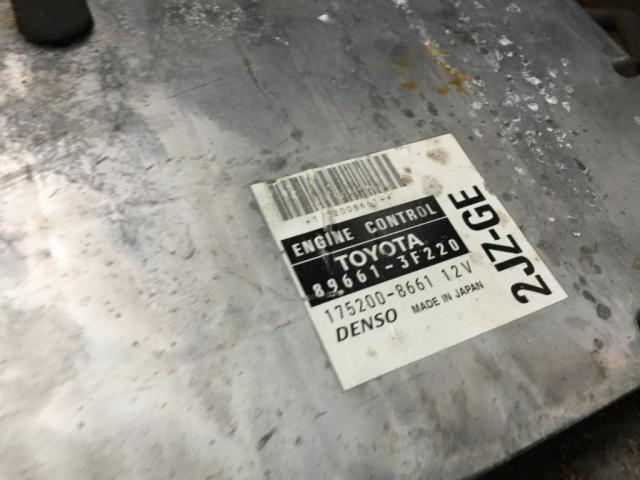 ENGINE CONTROL
TOYOTA
89661-3F220
175200-8661 12V
DENSO MADE IN JAPAN
2JZ-GE